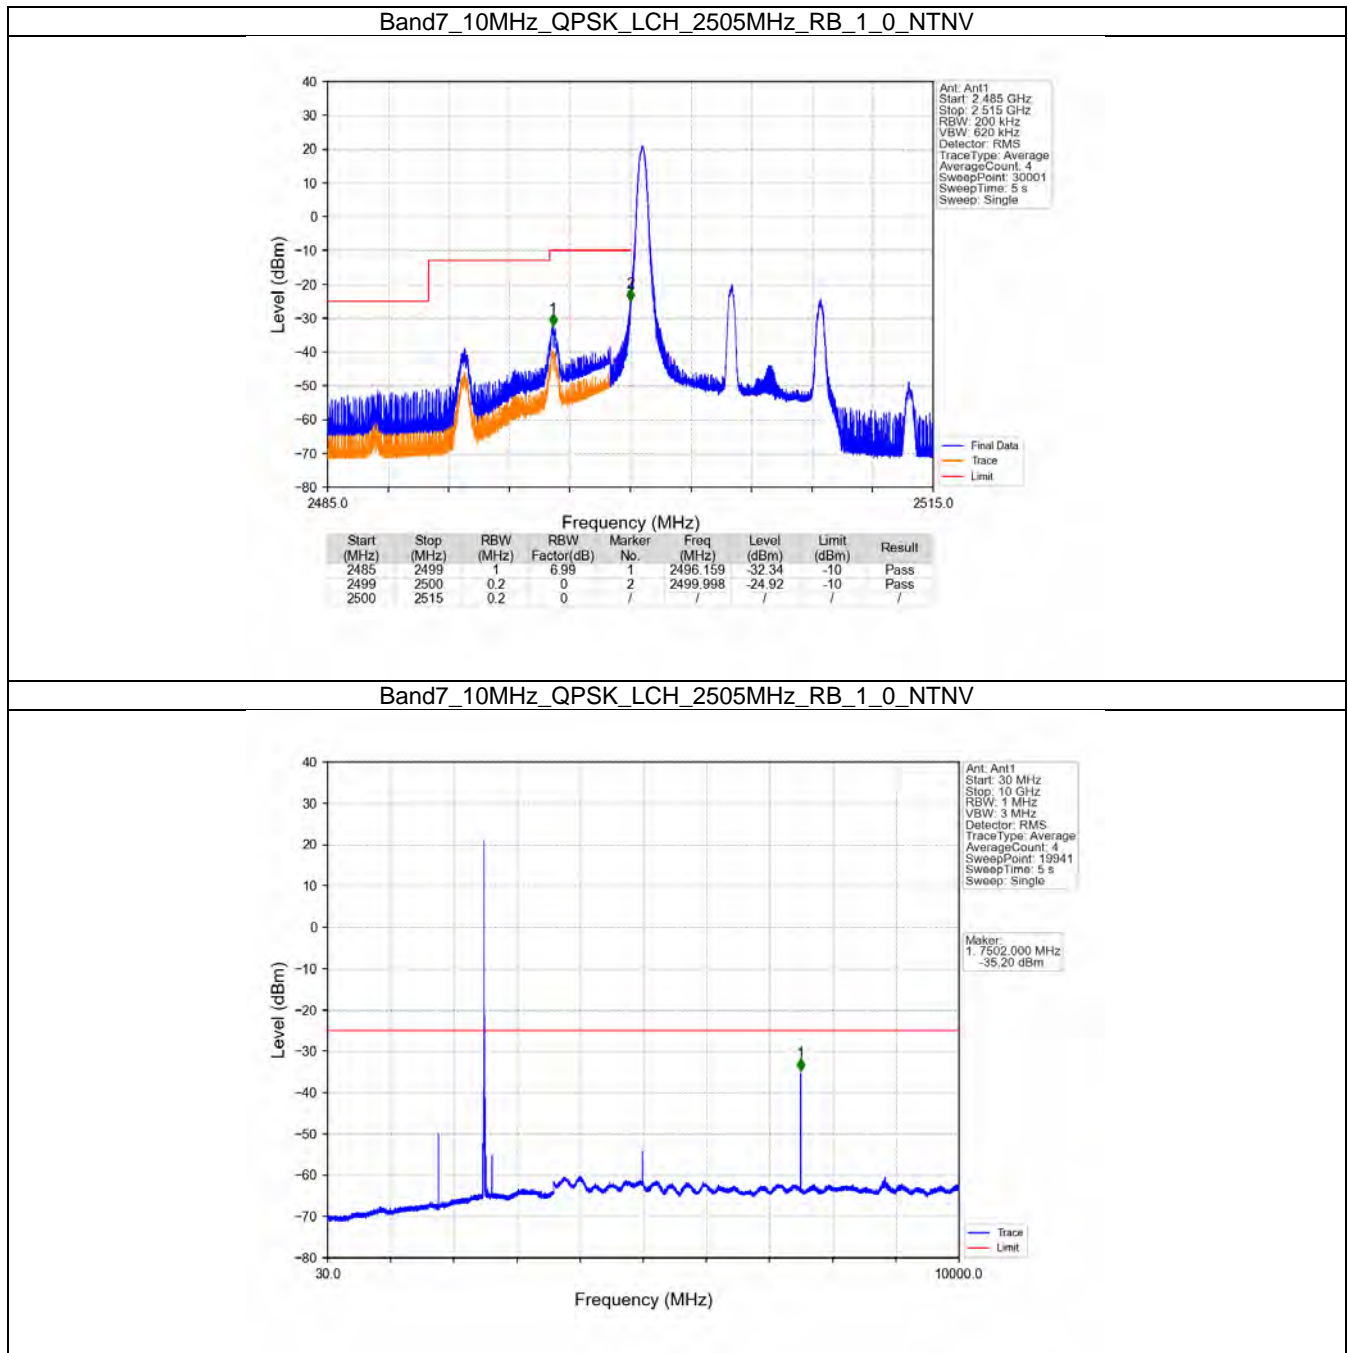 Band7_10MHz_QPSK_LCH_2505MHz_RB_1_0_NTNV
40
30
20
10
0
−10
−20
−30
−40
−50
−60
−70
−80
Level (dBm)
1
2
2485.0
2515.0
Frequency (MHz)
Ant: Ant1
Start: 2.485 GHz
Stop: 2.515 GHz
RBW: 200 kHz
VBW: 620 kHz
Detector: RMS
TraceType: Average
AverageCount: 4
SweepPoint: 30001
SweepTime: 5 s
Sweep: Single
Final Data
Trace
Limit
Start (MHz) Stop (MHz) RBW (MHz) RBW Factor(dB) Marker No. Freq (MHz) Level (dBm) Limit (dBm) Result
2485 2499 1 6.99 1 2496.159 -32.34 -10 Pass
2499 2500 0.2 0 2 2499.998 -24.92 -10 Pass
2500 2515 0.2 0 / / / / /
Band7_10MHz_QPSK_LCH_2505MHz_RB_1_0_NTNV
40
30
20
10
0
−10
−20
−30
−40
−50
−60
−70
−80
Level (dBm)
1
30.0
10000.0
Frequency (MHz)
Ant: Ant1
Start: 30 MHz
Stop: 10 GHz
RBW: 1 MHz
VBW: 3 MHz
Detector: RMS
TraceType: Average
AverageCount: 4
SweepPoint: 19941
SweepTime: 5 s
Sweep: Single
Maker:
1. 7502.000 MHz
-35.20 dBm
Trace
Limit